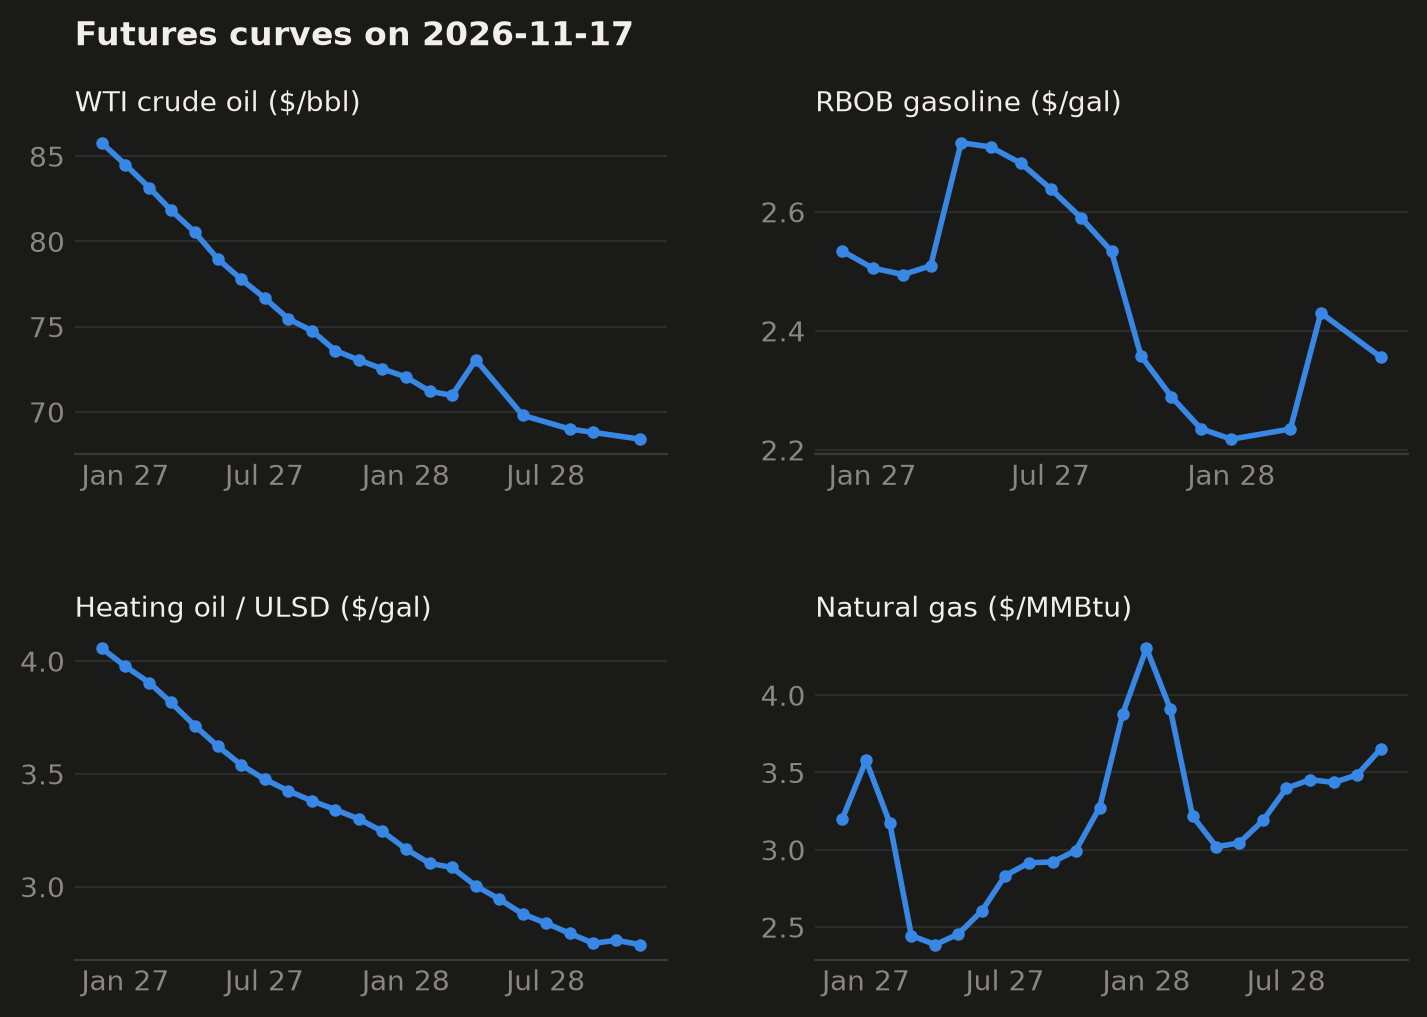 Futures curves on 2026-11-17
WTI crude oil ($/bbl)
85
80
75
70
Jan 27 Jul 27 Jan 28 Jul 28
RBOB gasoline ($/gal)
2.6
2.4
2.2
Jan 27 Jul 27 Jan 28
Heating oil / ULSD ($/gal)
4.0
3.5
3.0
Jan 27 Jul 27 Jan 28 Jul 28
Natural gas ($/MMBtu)
4.0
3.5
3.0
2.5
Jan 27 Jul 27 Jan 28 Jul 28